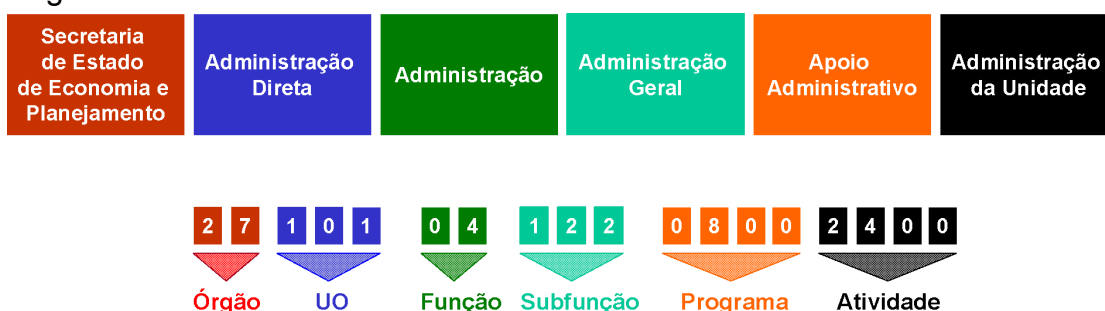 Secretaria
de Estado
de Economia e
Planejamento
Administração
Direta
Administração
Administração
Geral
Apoio
Administrativo
Administração
da Unidade
2 7 1 0 1 0 4 1 2 2 0 8 0 0 2 4 0 0
Órgão UO Função Subfunção Programa Atividade